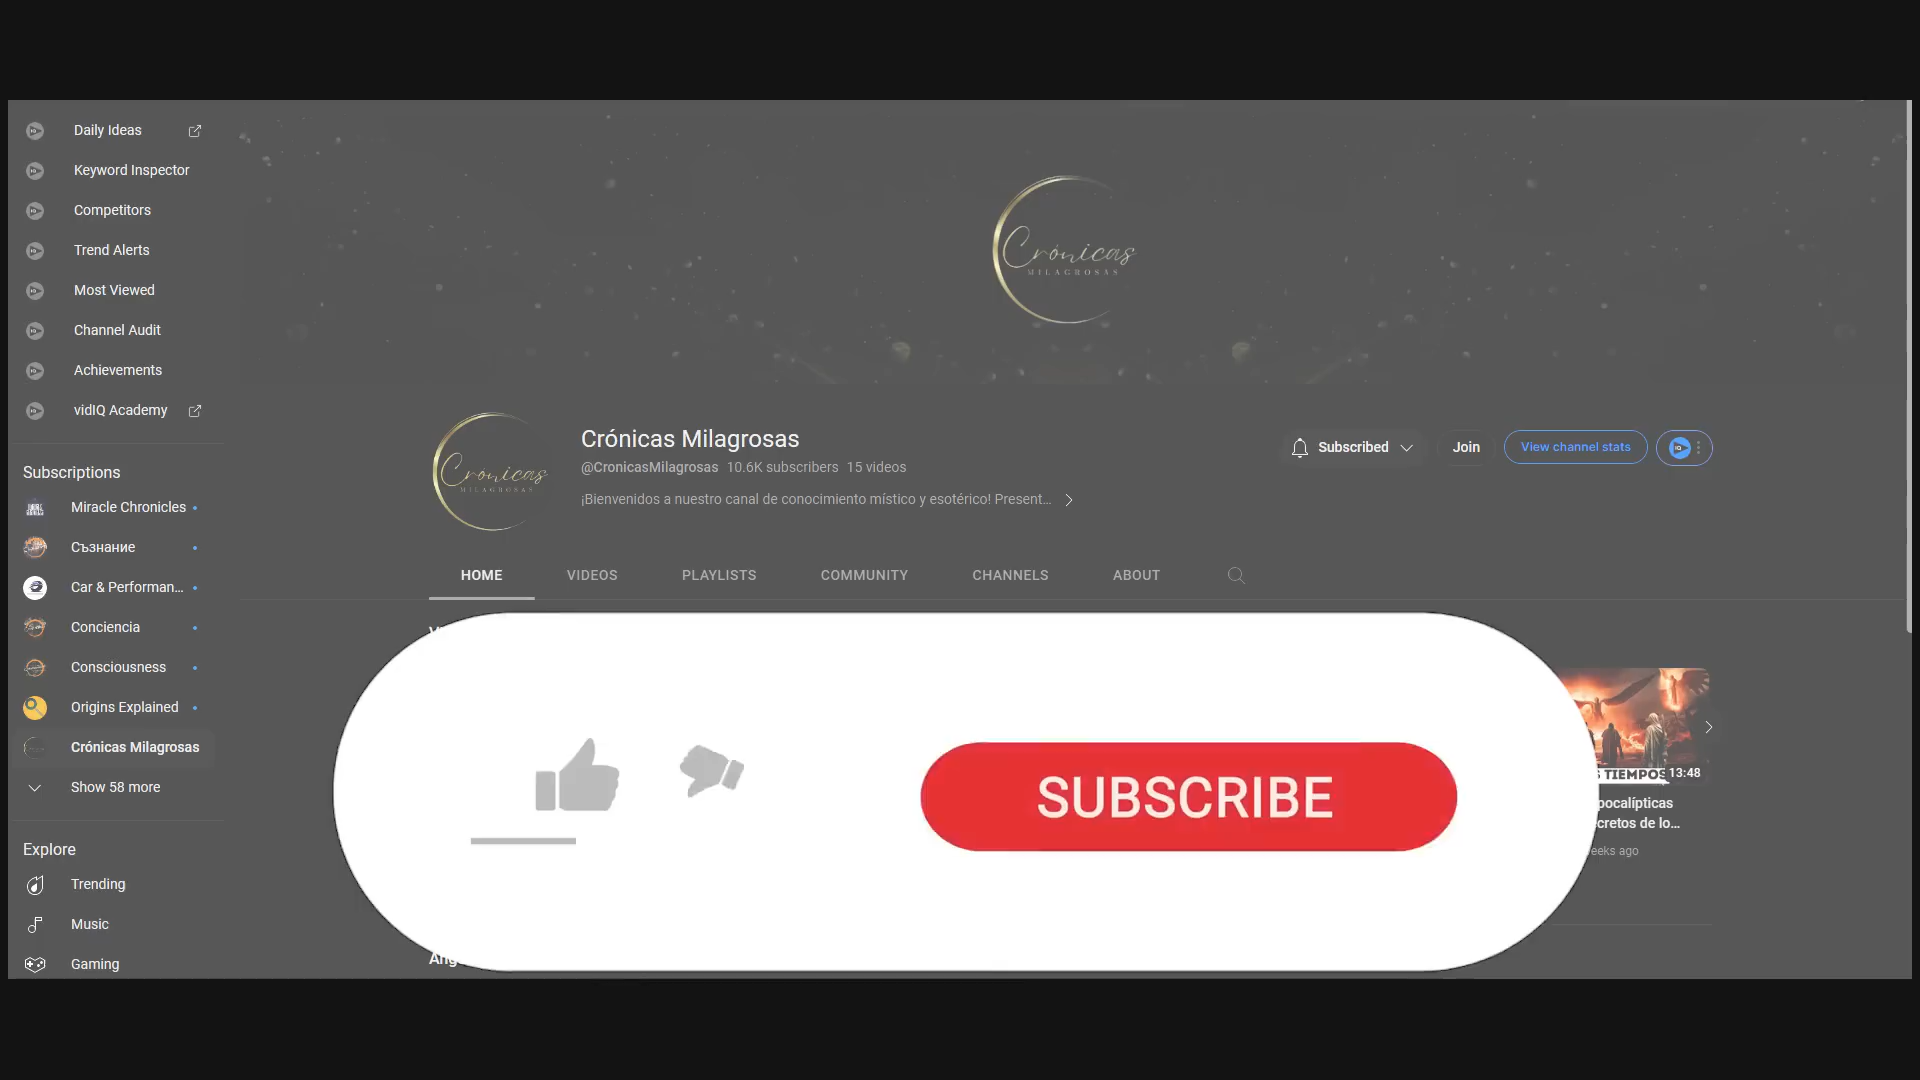 Daily Ideas
Keyword Inspector
Competitors
Trend Alerts
Most Viewed
Channel Audit
Achievements
vidIQ Academy
Subscriptions
Miracle Chronicles
Съзнание
Car & Performan...
Conciencia
Consciousness
Origins Explained
Crónicas Milagrosas
Show 58 more
Explore
Trending
Music
Gaming
Crónicas
MILAGROSAS
Crónicas
MILAGROSAS
Crónicas Milagrosas
@CronicasMilagrosas 10.6K subscribers 15 videos
¡Bienvenidos a nuestro canal de conocimiento místico y esotérico! Present...
Subscribed
Join
View channel stats
HOME VIDEOS PLAYLISTS COMMUNITY CHANNELS ABOUT
SUBSCRIBE
TIEMPOS
13:48
pocalípticas
cretos de lo...
eeks ago